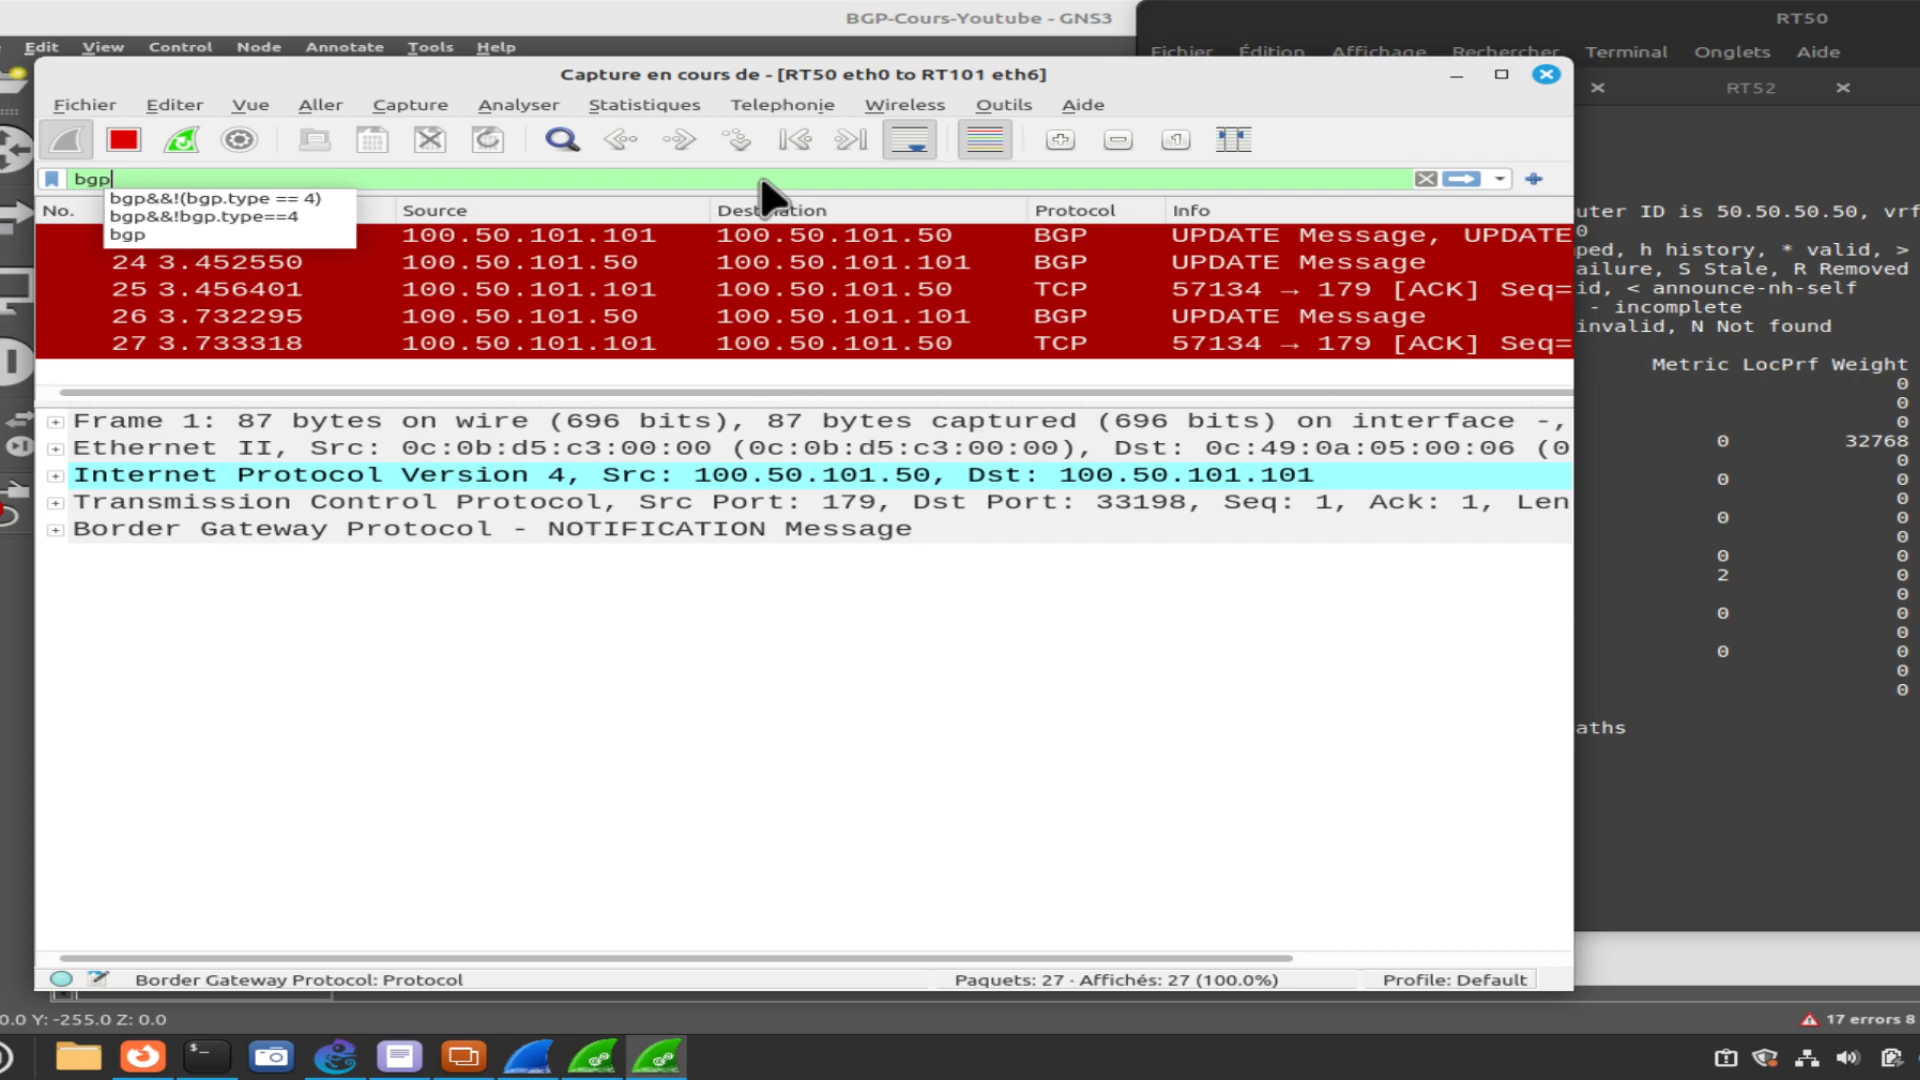 BGP-Cours-Youtube - GNS3
RT50
Edit View Control Node Annotate Tools Help
Fichier Édition Affichage Rechercher Terminal Onglets Aide
Capture en cours de - [RT50 eth0 to RT101 eth6]
RT52
Fichier Editer Vue Aller Capture Analyser Statistiques Telephonie Wireless Outils Aide
bgp
bgp&&!(bgp.type == 4)
bgp&&!bgp.type==4
bgp
No. Source Destination Protocol Info
100.50.101.101 100.50.101.50 BGP UPDATE Message, UPDATE
24 3.452550 100.50.101.50 100.50.101.101 BGP UPDATE Message
25 3.456401 100.50.101.101 100.50.101.50 TCP 57134 → 179 [ACK] Seq=
26 3.732295 100.50.101.50 100.50.101.101 BGP UPDATE Message
27 3.733318 100.50.101.101 100.50.101.50 TCP 57134 → 179 [ACK] Seq=
Frame 1: 87 bytes on wire (696 bits), 87 bytes captured (696 bits) on interface -,
Ethernet II, Src: 0c:0b:d5:c3:00:00 (0c:0b:d5:c3:00:00), Dst: 0c:49:0a:05:00:06 (0
Internet Protocol Version 4, Src: 100.50.101.50, Dst: 100.50.101.101
Transmission Control Protocol, Src Port: 179, Dst Port: 33198, Seq: 1, Ack: 1, Len
Border Gateway Protocol - NOTIFICATION Message
uter ID is 50.50.50.50, vrf
0
ped, h history, * valid, >
ailure, S Stale, R Removed
id, < announce-nh-self
- incomplete
invalid, N Not found
Metric LocPrf Weight
0
0
0
0 32768
0
0 0
0
0 0
0
0 0
2 0
0
0 0
0
0 0
0
0
aths
Border Gateway Protocol: Protocol
Paquets: 27 · Affichés: 27 (100.0%)
Profile: Default
0.0 Y: -255.0 Z: 0.0
17 errors 8